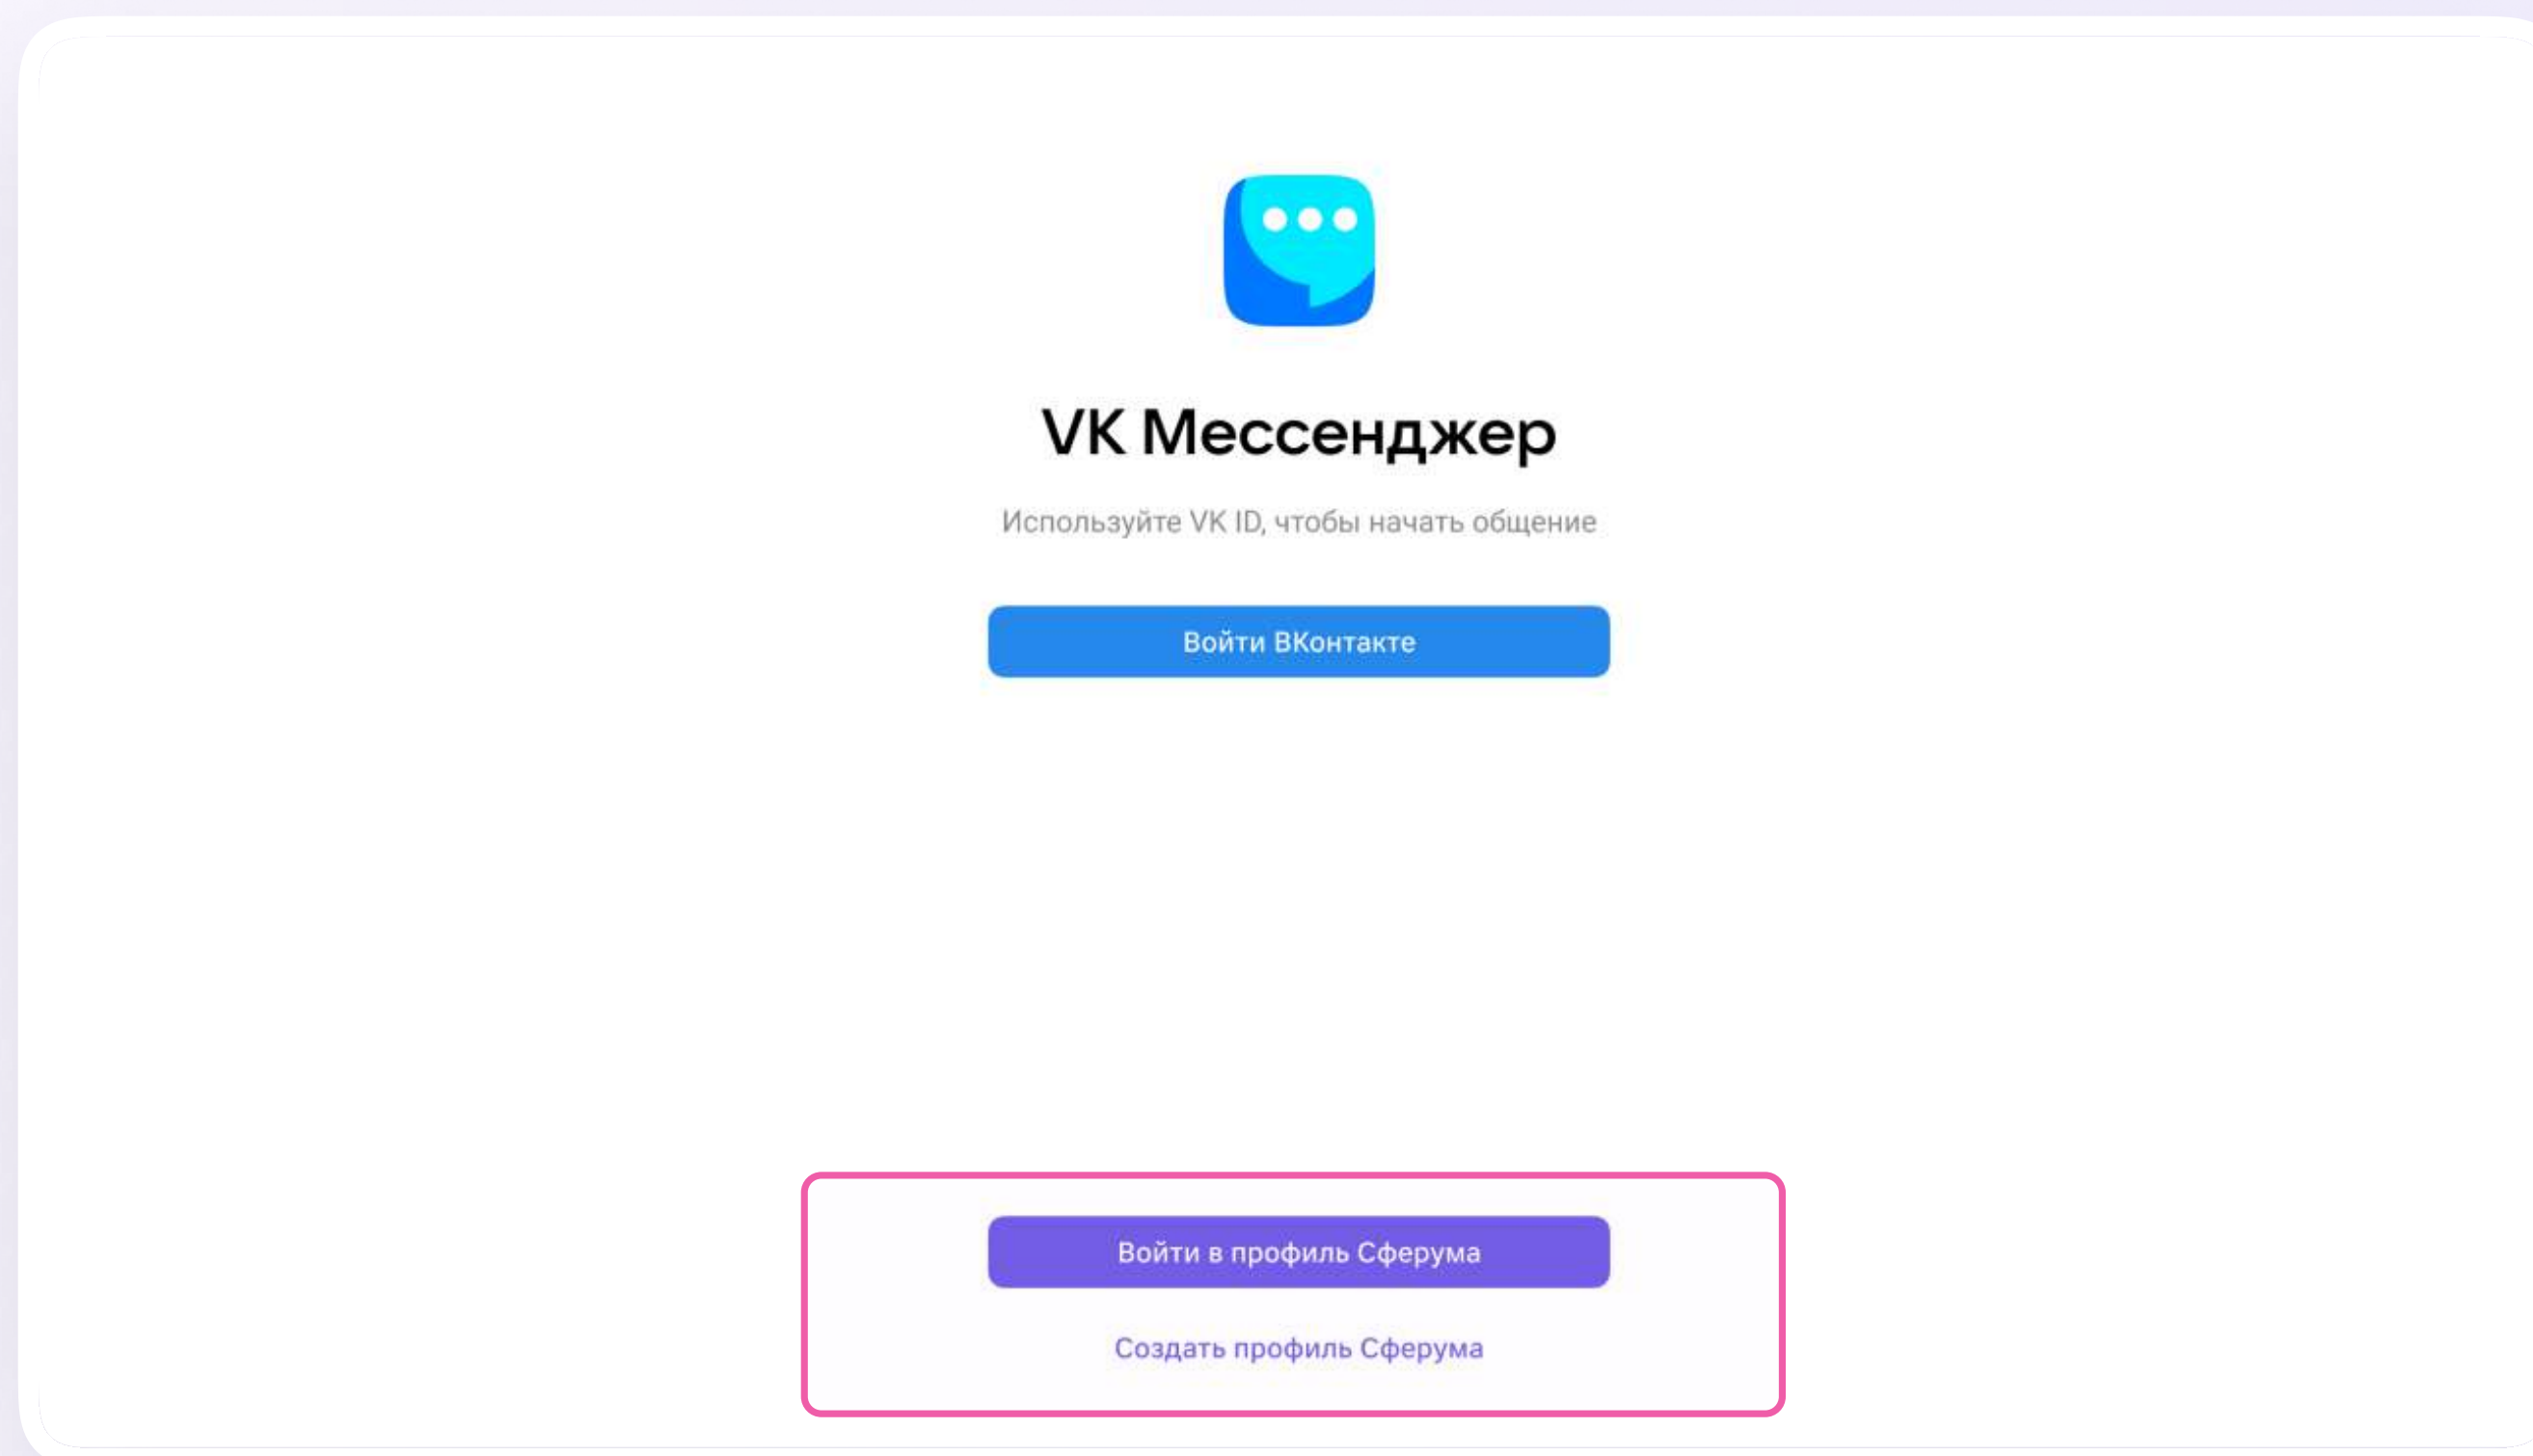 VK Мессенджер
Используйте VK ID, чтобы начать общение
Войти ВКонтакте
Войти в профиль Сферума
Создать профиль Сферума